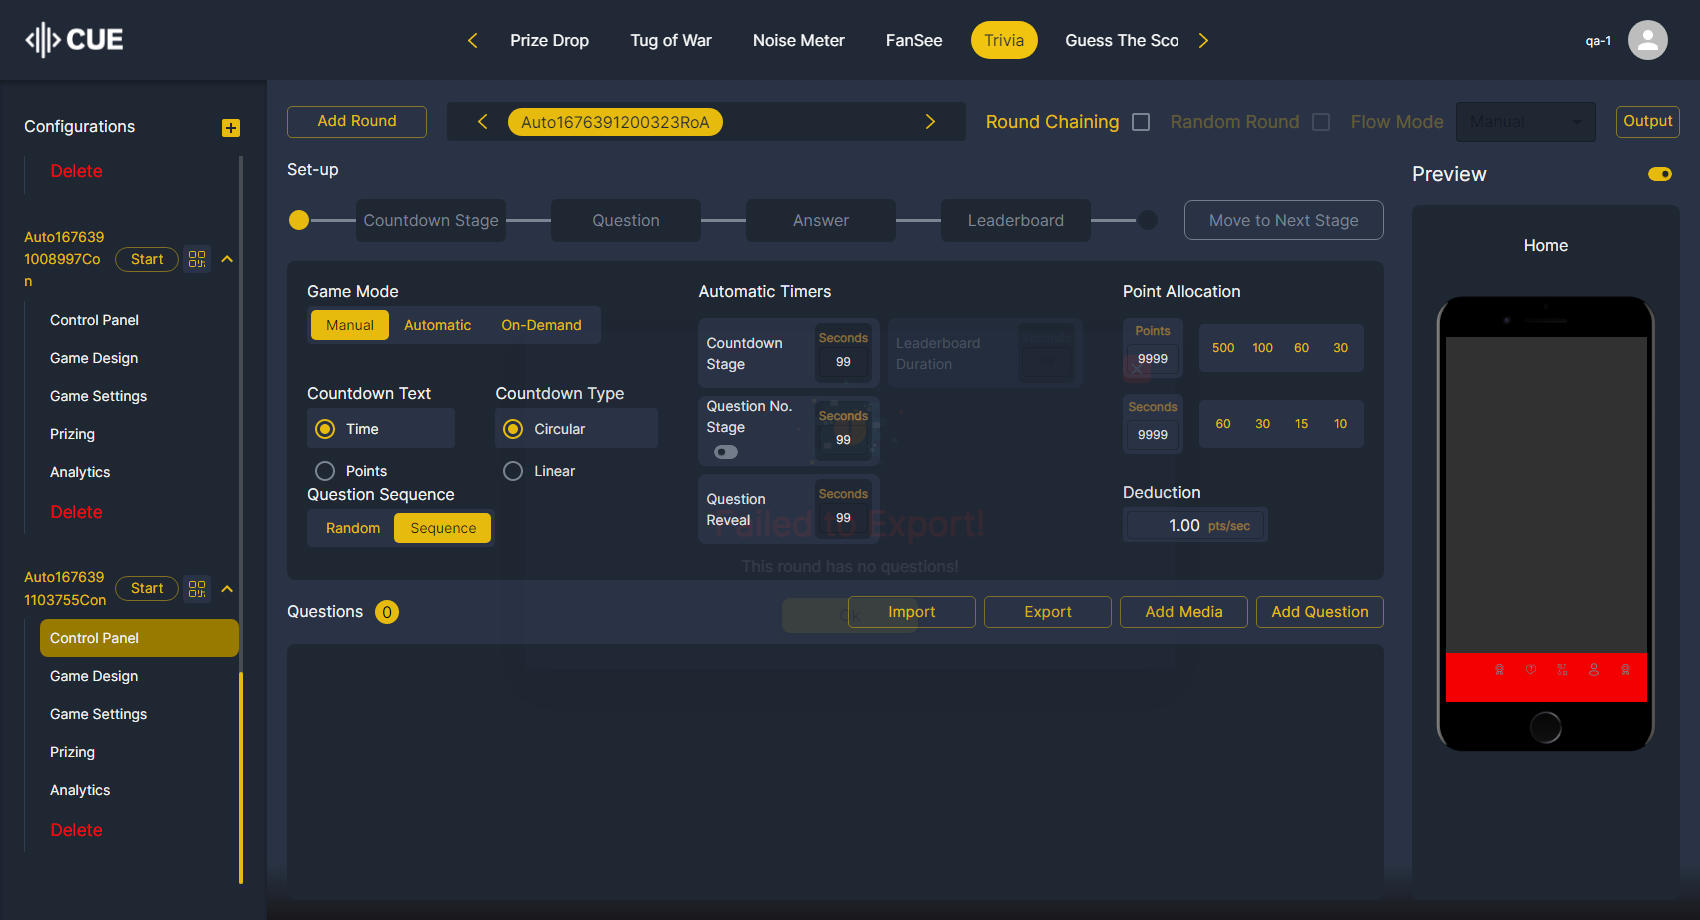 CUE
Prize Drop
Tug of War
Noise Meter
FanSee
Trivia
Guess The Sco
qa-1
Configurations
Delete
Auto167639
1008997Co
n
Start
Control Panel
Game Design
Game Settings
Prizing
Analytics
Delete
Auto167639
1103755Con
Start
Control Panel
Game Design
Game Settings
Prizing
Analytics
Delete
Add Round
Auto1676391200323RoA
Round Chaining
Random Round
Flow Mode
Manual
Output
Set-up
Countdown Stage
Question
Answer
Leaderboard
Move to Next Stage
Game Mode
Manual
Automatic
On-Demand
Countdown Text
Time
Points
Countdown Type
Circular
Linear
Question Sequence
Random
Sequence
Automatic Timers
Countdown
Stage
Seconds
99
Leaderboard
Duration
Seconds
Question No.
Stage
Seconds
99
Question
Reveal
Seconds
99
Point Allocation
Points
9999
500
100
60
30
Seconds
9999
60
30
15
10
Deduction
1.00 pts/sec
Failed to Export!
This round has no questions!
Ok
Questions 0
Import
Export
Add Media
Add Question
Preview
Home